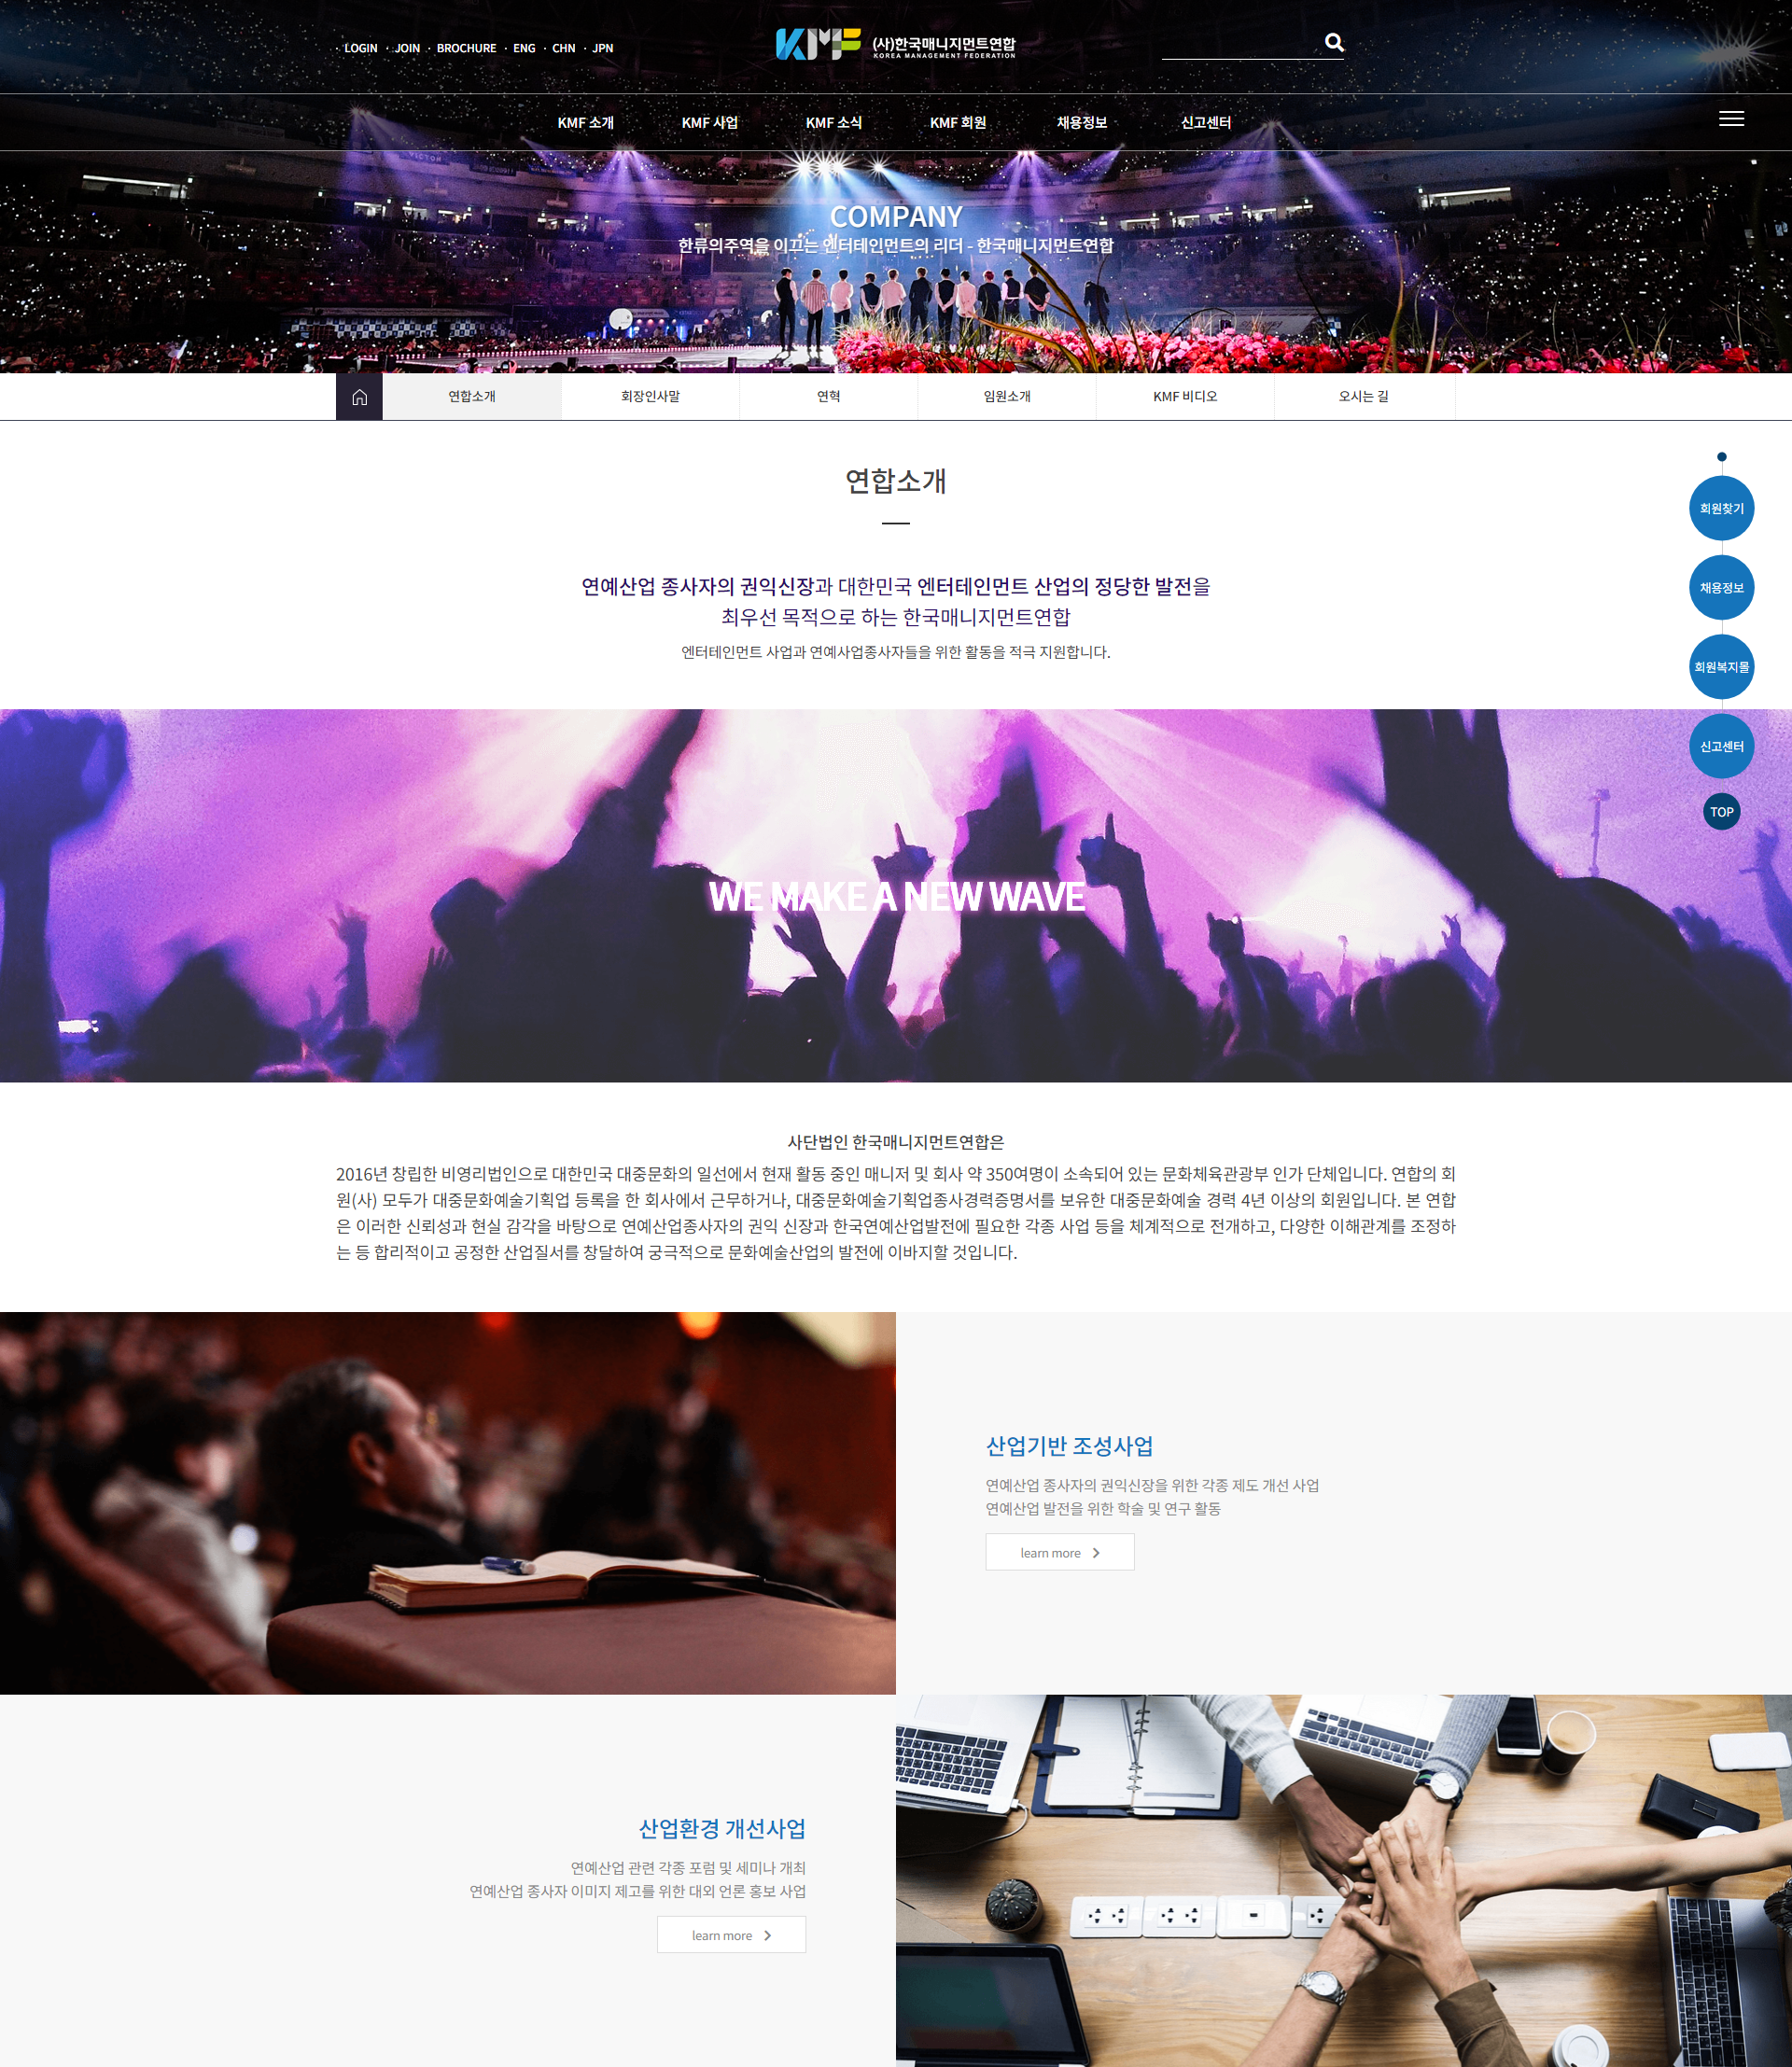 LOGIN · JOIN · BROCHURE · ENG · CHN · JPN
KMF (사)한국매니지먼트연합
KOREA MANAGEMENT FEDERATION
KMF 소개 KMF 사업 KMF 소식 KMF 회원 채용정보 신고센터
COMPANY
한류의주역을 이끄는 엔터테인먼트의 리더 - 한국매니지먼트연합
연합소개 회장인사말 연혁 임원소개 KMF 비디오 오시는 길
연합소개
연예산업 종사자의 권익신장과 대한민국 엔터테인먼트 산업의 정당한 발전을
최우선 목적으로 하는 한국매니지먼트연합
엔터테인먼트 사업과 연예사업종사자들을 위한 활동을 적극 지원합니다.
회원찾기
채용정보
회원복지몰
신고센터
TOP
WE MAKE A NEW WAVE
사단법인 한국매니지먼트연합은
2016년 창립한 비영리법인으로 대한민국 대중문화의 일선에서 현재 활동 중인 매니저 및 회사 약 350여명이 소속되어 있는 문화체육관광부 인가 단체입니다. 연합의 회
원(사) 모두가 대중문화예술기획업 등록을 한 회사에서 근무하거나, 대중문화예술기획업종사경력증명서를 보유한 대중문화예술 경력 4년 이상의 회원입니다. 본 연합
은 이러한 신뢰성과 현실 감각을 바탕으로 연예산업종사자의 권익 신장과 한국연예산업발전에 필요한 각종 사업 등을 체계적으로 전개하고, 다양한 이해관계를 조정하
는 등 합리적이고 공정한 산업질서를 창달하여 궁극적으로 문화예술산업의 발전에 이바지할 것입니다.
산업기반 조성사업
연예산업 종사자의 권익신장을 위한 각종 제도 개선 사업
연예산업 발전을 위한 학술 및 연구 활동
learn more
산업환경 개선사업
연예산업 관련 각종 포럼 및 세미나 개최
연예산업 종사자 이미지 제고를 위한 대외 언론 홍보 사업
learn more